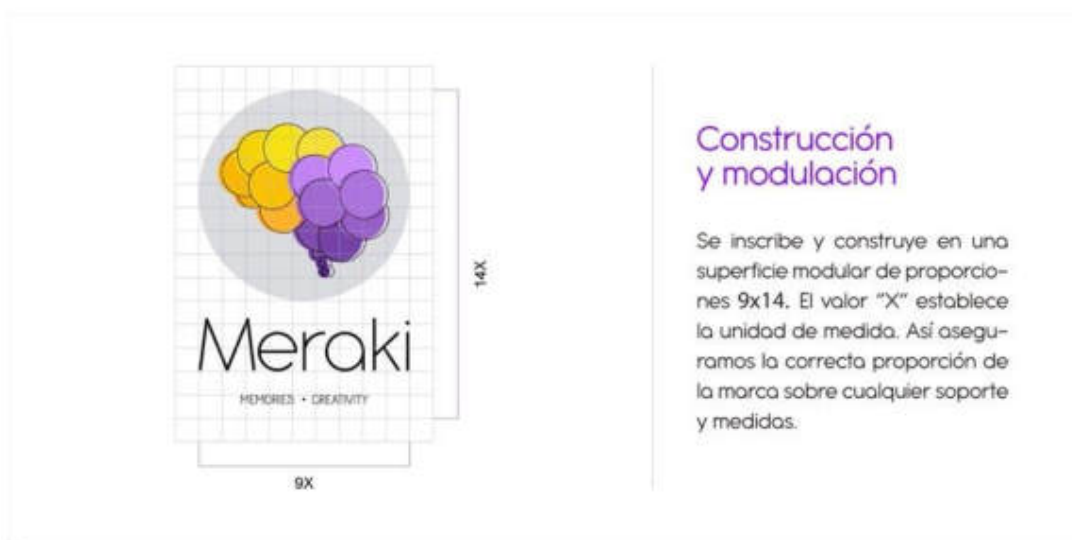 Meraki
MEMORIES • CREATIVITY
14X
9X
Construcción
y modulación
Se inscribe y construye en una
superficie modular de proporcio-
nes 9x14. El valor “X” establece
la unidad de medida. Así asegu-
ramos la correcta proporción de
la marca sobre cualquier soporte
y medidas.